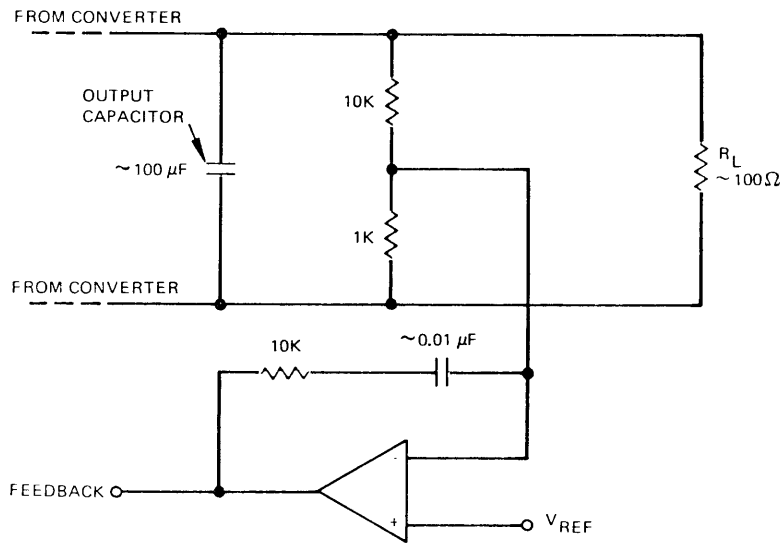 FROM CONVERTER
OUTPUT
CAPACITOR
~100 μF
10K
R_L
~100Ω
1K
FROM CONVERTER
10K
~0.01 μF
-
FEEDBACK
+
V_REF